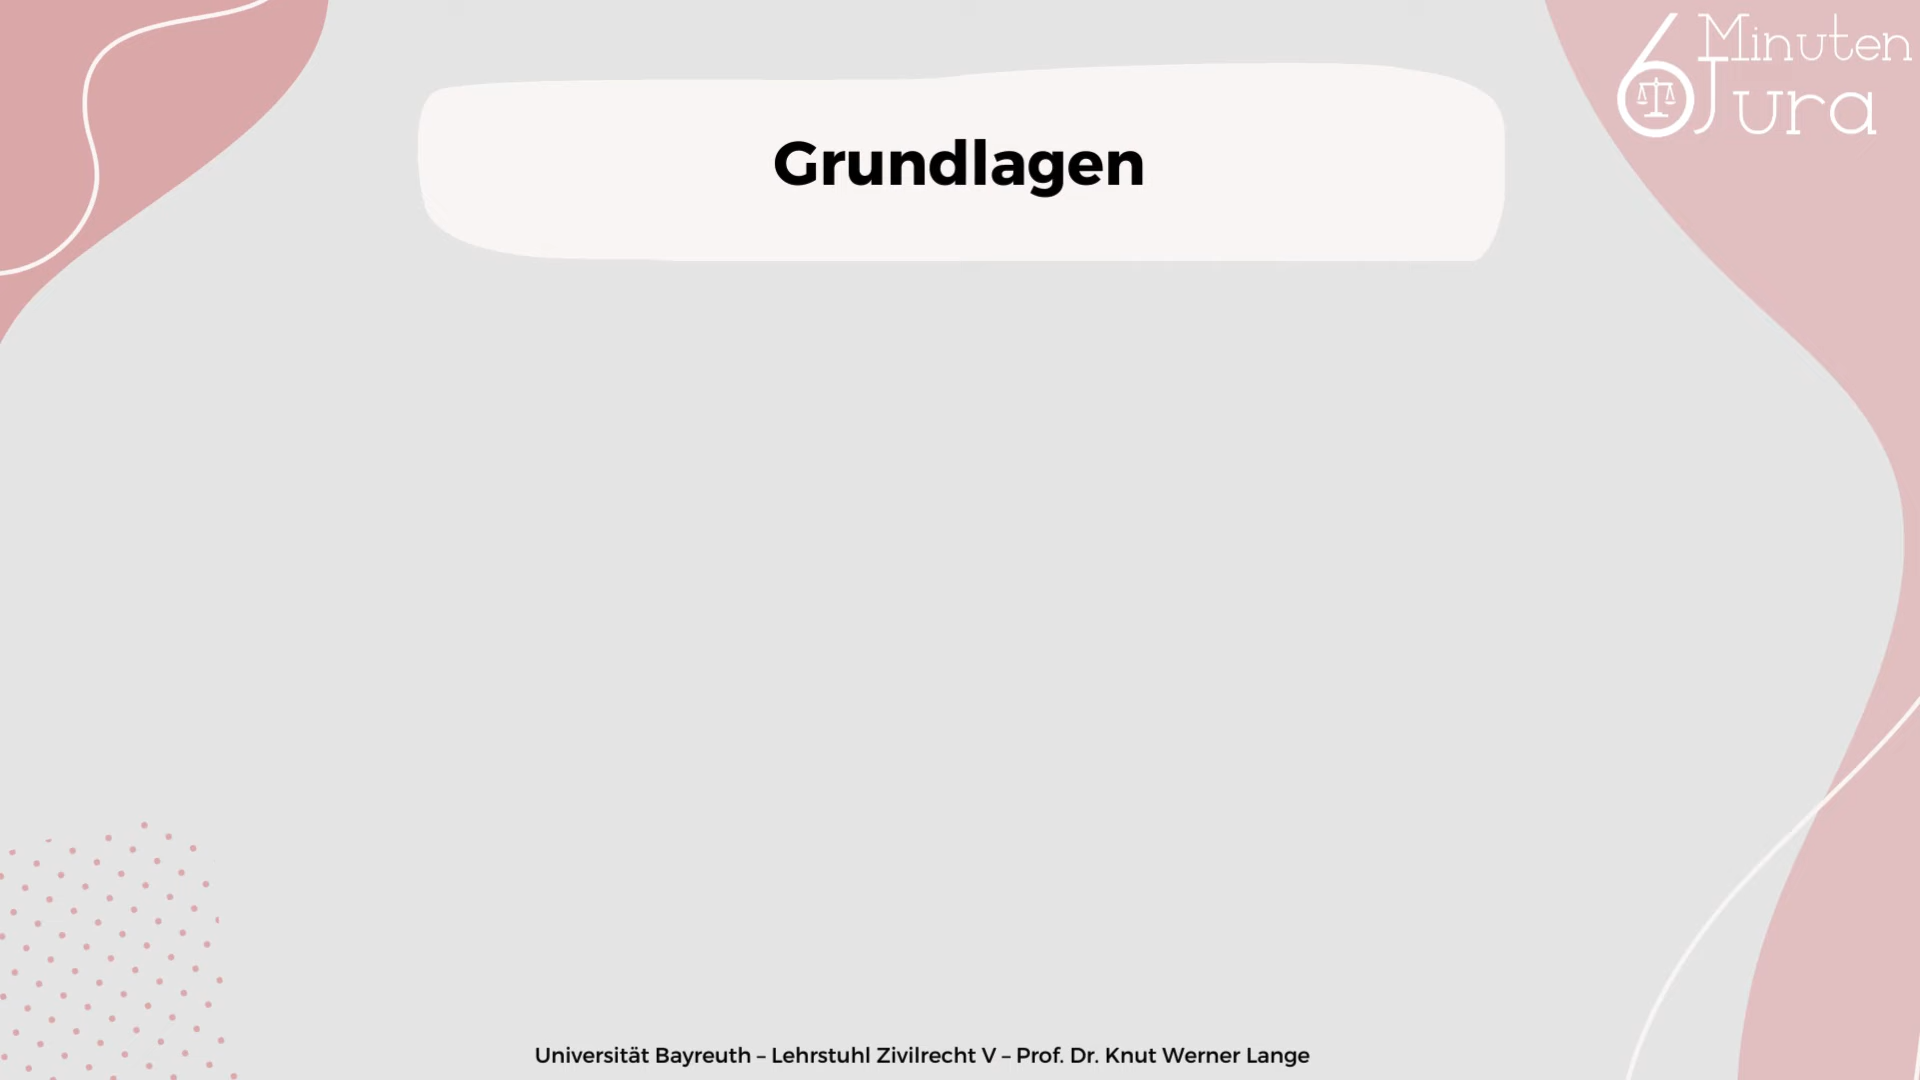 6 Minuten
Jura
Grundlagen
Universität Bayreuth – Lehrstuhl Zivilrecht V – Prof. Dr. Knut Werner Lange